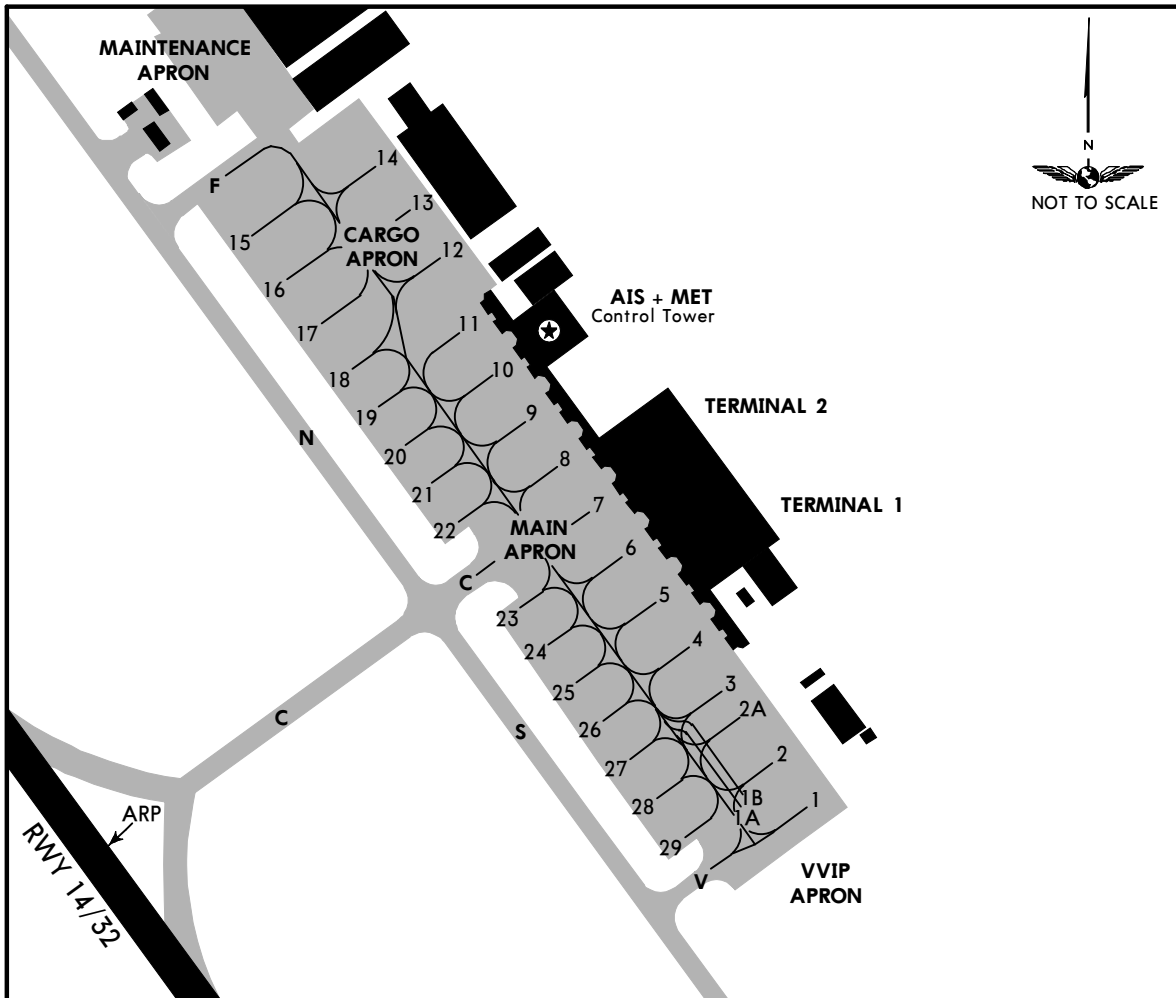 MAINTENANCE
APRON
N
NOT TO SCALE
F
14
13
15
CARGO
APRON
12
16
17
AIS + MET
Control Tower
11
18
10
19
TERMINAL 2
9
N
20
8
21
7
TERMINAL 1
22
MAIN
APRON
6
C
5
23
4
24
3
25
2A
C
S
26
2
27
1B
1
28
1A
ARP
29
VVIP
APRON
V
RWY 14/32